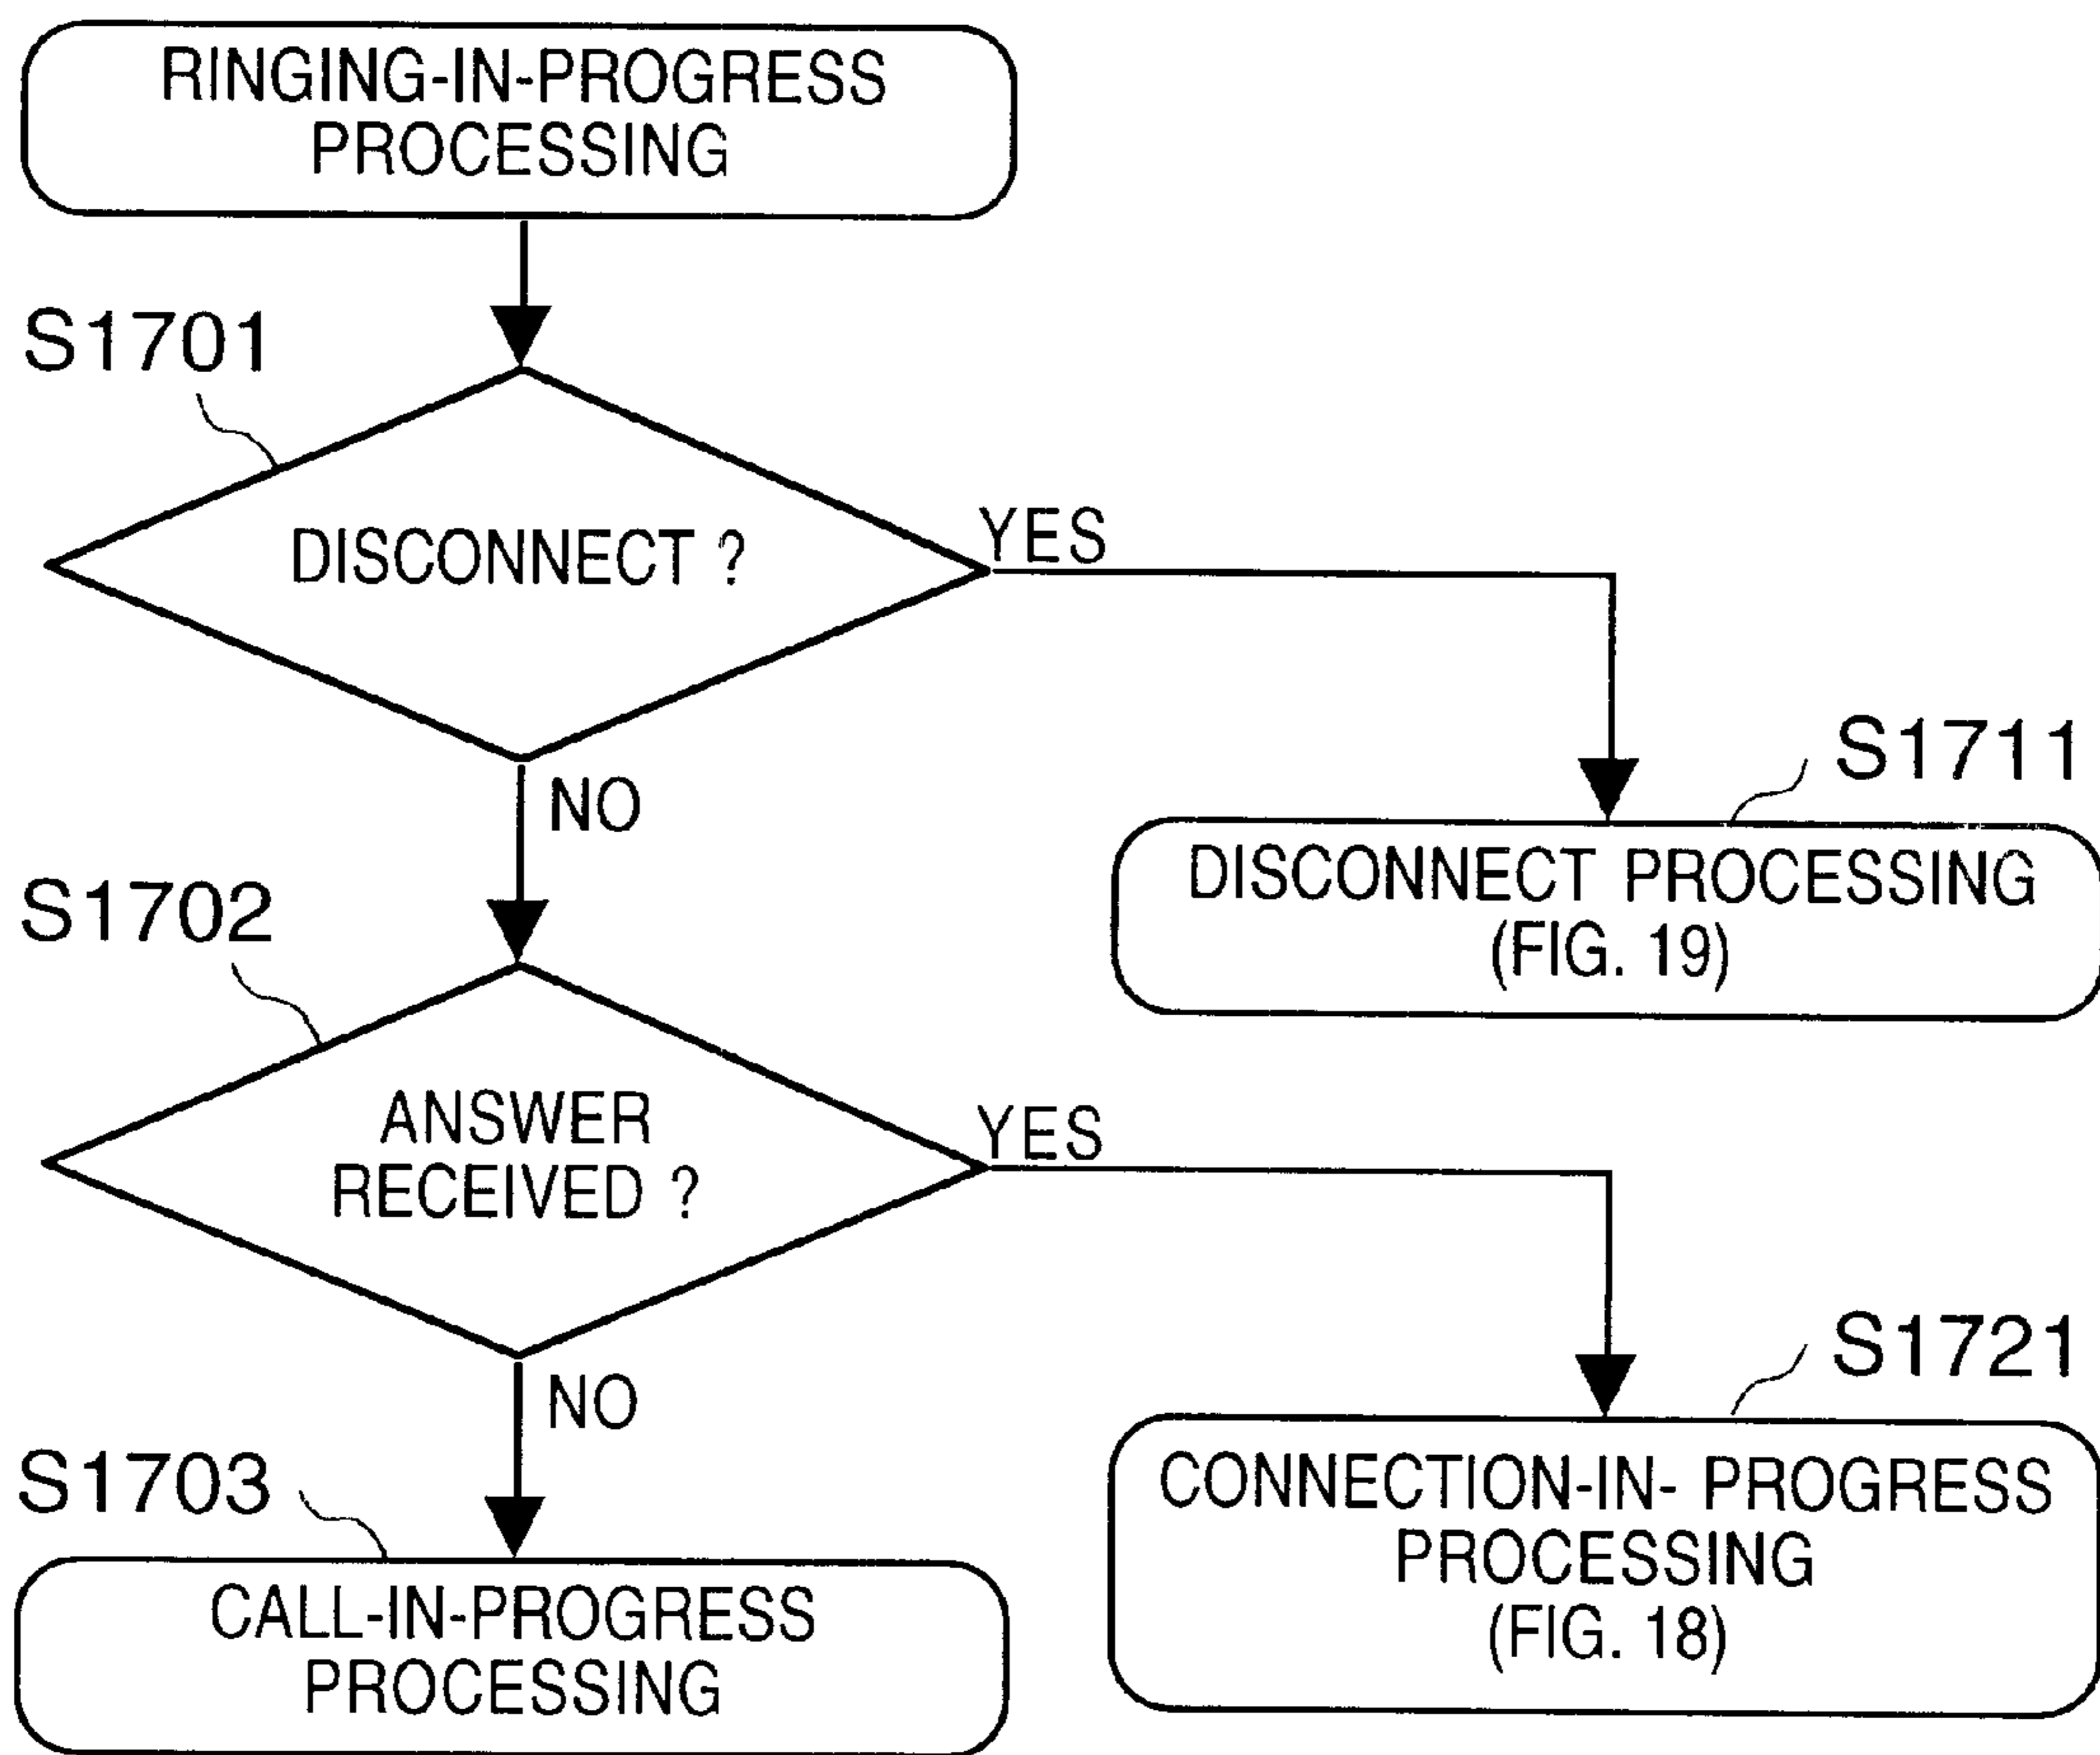 RINGING-IN-PROGRESS
PROCESSING
S1701
DISCONNECT ?
YES
NO
S1711
DISCONNECT PROCESSING
(FIG. 19)
S1702
ANSWER
RECEIVED ?
YES
NO
S1721
CONNECTION-IN- PROGRESS
PROCESSING
(FIG. 18)
S1703
CALL-IN-PROGRESS
PROCESSING